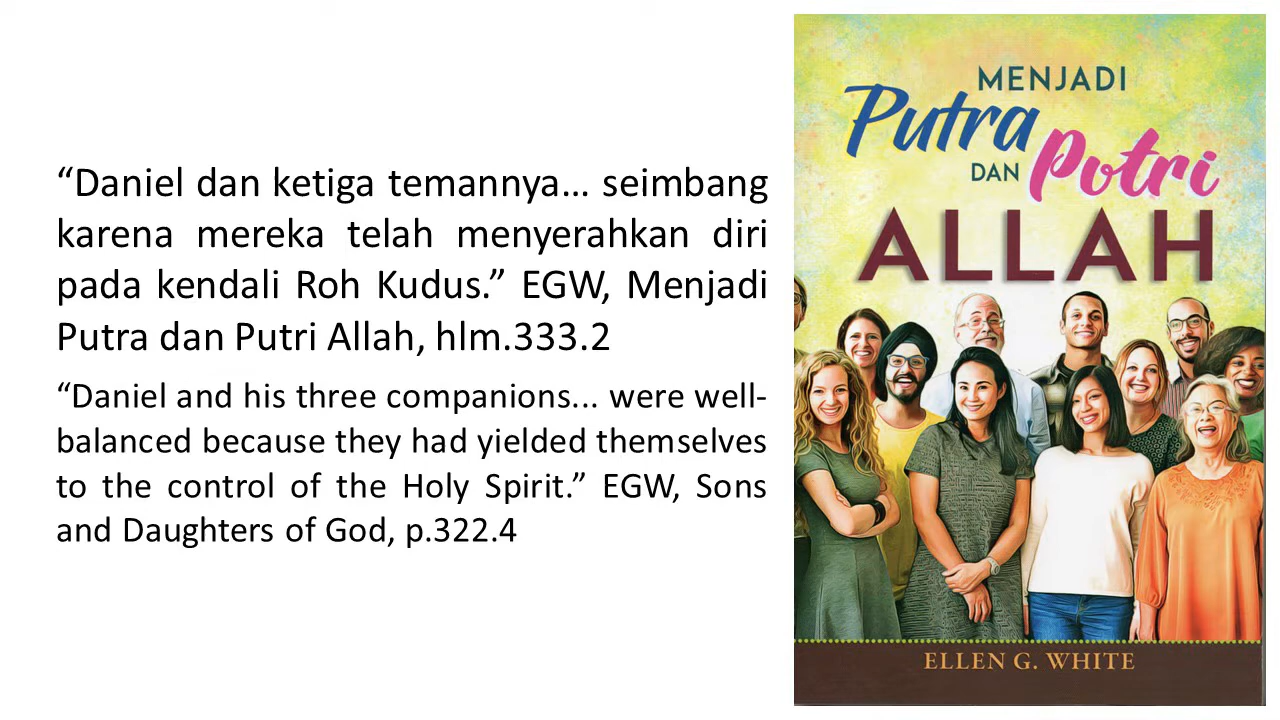 “Daniel dan ketiga temannya… seimbang
karena mereka telah menyerahkan diri
pada kendali Roh Kudus.” EGW, Menjadi
Putra dan Putri Allah, hlm.333.2
“Daniel and his three companions... were well-
balanced because they had yielded themselves
to the control of the Holy Spirit.” EGW, Sons
and Daughters of God, p.322.4
MENJADI
Putra
DAN Putri
ALLAH
ELLEN G. WHITE